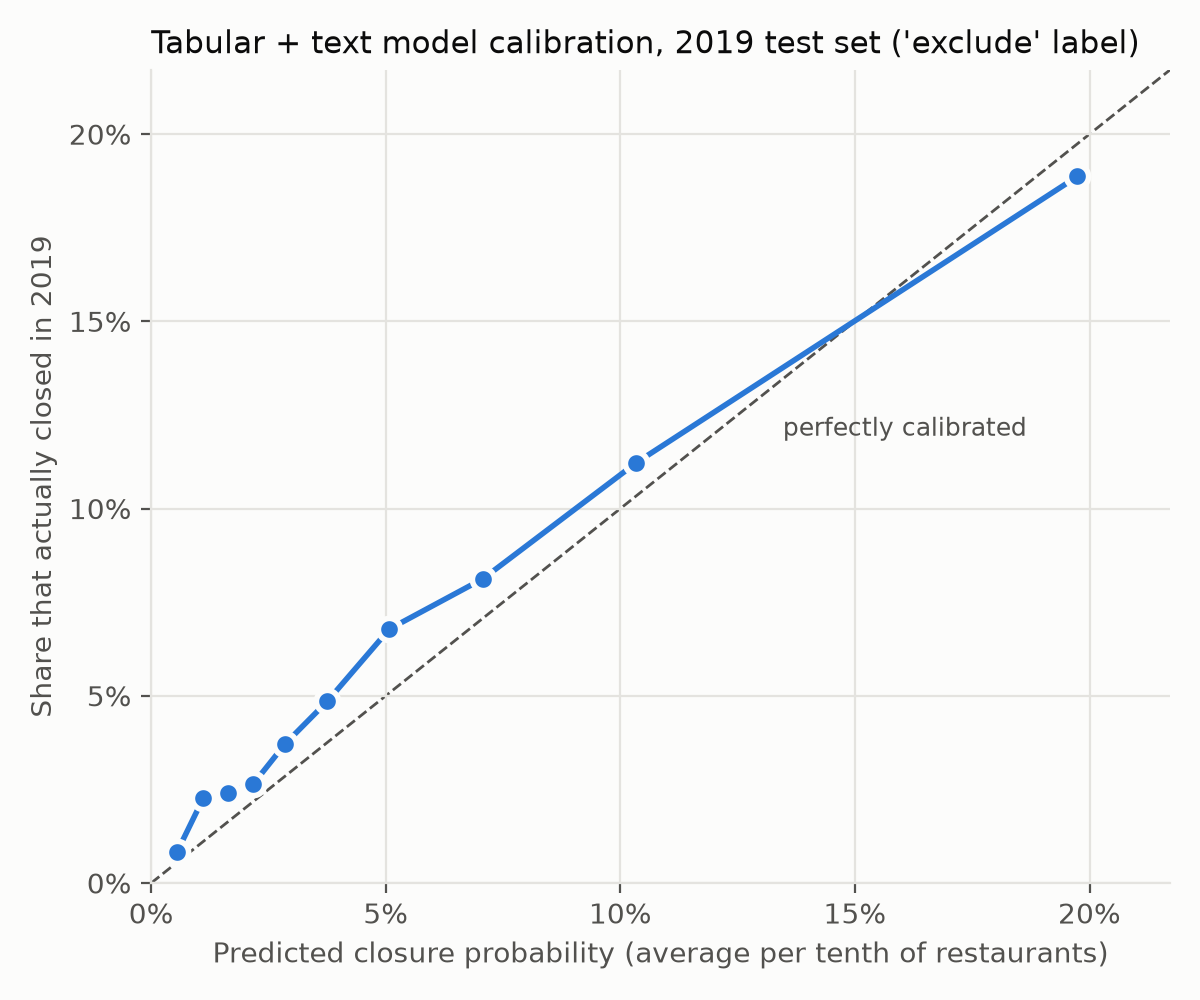 Tabular + text model calibration, 2019 test set ('exclude' label)
Share that actually closed in 2019
20%
15%
10%
5%
0%
perfectly calibrated
0%
5%
10%
15%
20%
Predicted closure probability (average per tenth of restaurants)